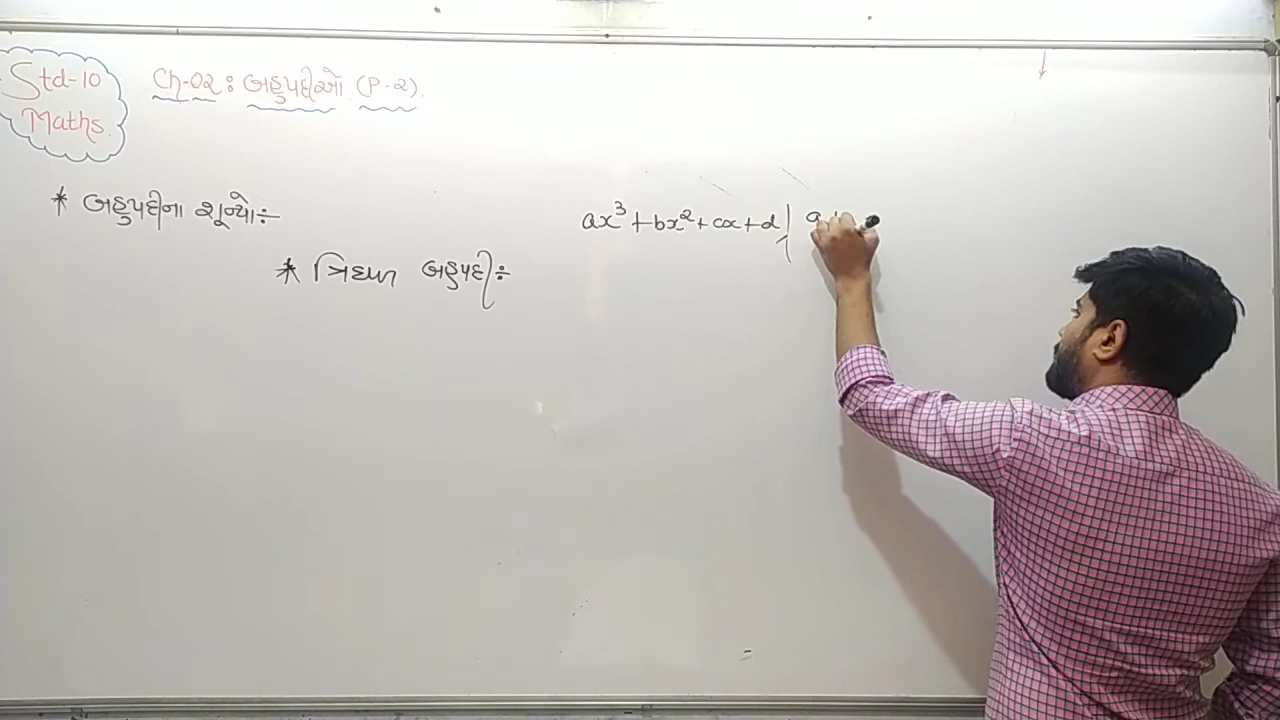 Std-10
Maths.
Ch-02 : બહુપદીઓ (P-2).
* બહુપદીના શૂન્યો :-
* ત્રિઘાત બહુપદી :-
ax³ + bx² + cx + d, a